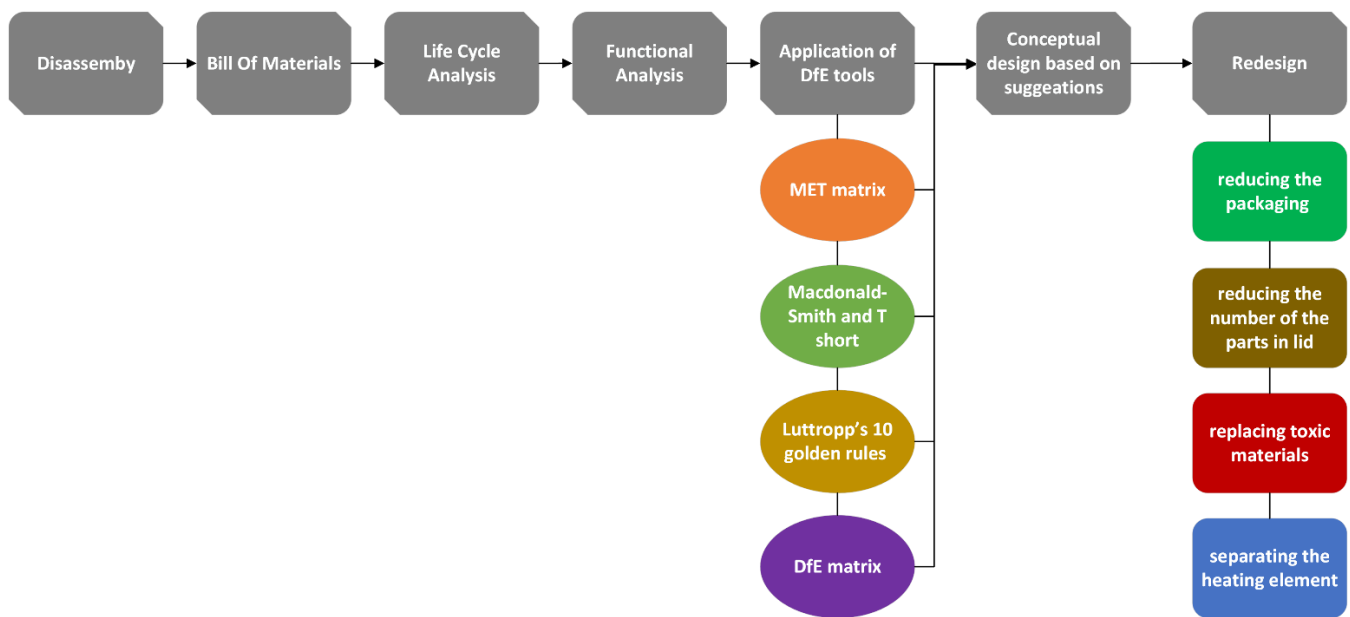 Disassemby
Bill Of Materials
Life Cycle
Analysis
Functional
Analysis
Application of
DfE tools
Conceptual
design based on
suggeations
Redesign
MET matrix
Macdonald-
Smith and T
short
Luttropp’s 10
golden rules
DfE matrix
reducing the
packaging
reducing the
number of the
parts in lid
replacing toxic
materials
separating the
heating element